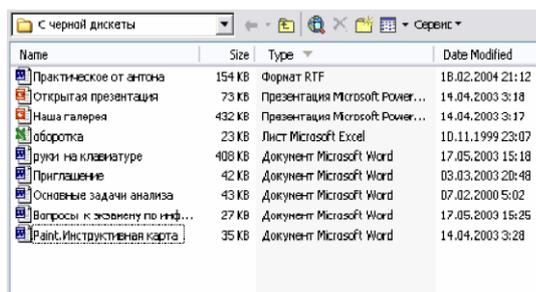 С черной дискеты Сервис
Name Size Type Date Modified
Практическое от антона 154 KB Формат RTF 18.02.2004 21:12
Открытая презентация 73 KB Презентация Microsoft Power... 14.04.2003 3:18
Наша галерея 432 KB Презентация Microsoft Power... 14.04.2003 3:17
оборотка 23 KB Лист Microsoft Excel 10.11.1999 23:07
руки на клавиатуре 408 KB Документ Microsoft Word 17.05.2003 15:18
Приглашение 42 KB Документ Microsoft Word 03.03.2003 20:48
Основные задачи анализа 43 KB Документ Microsoft Word 07.02.2000 5:02
Вопросы к экзамену по инф... 27 KB Документ Microsoft Word 17.05.2003 15:25
Paint.Инструктивная карта 35 KB Документ Microsoft Word 14.04.2003 3:28